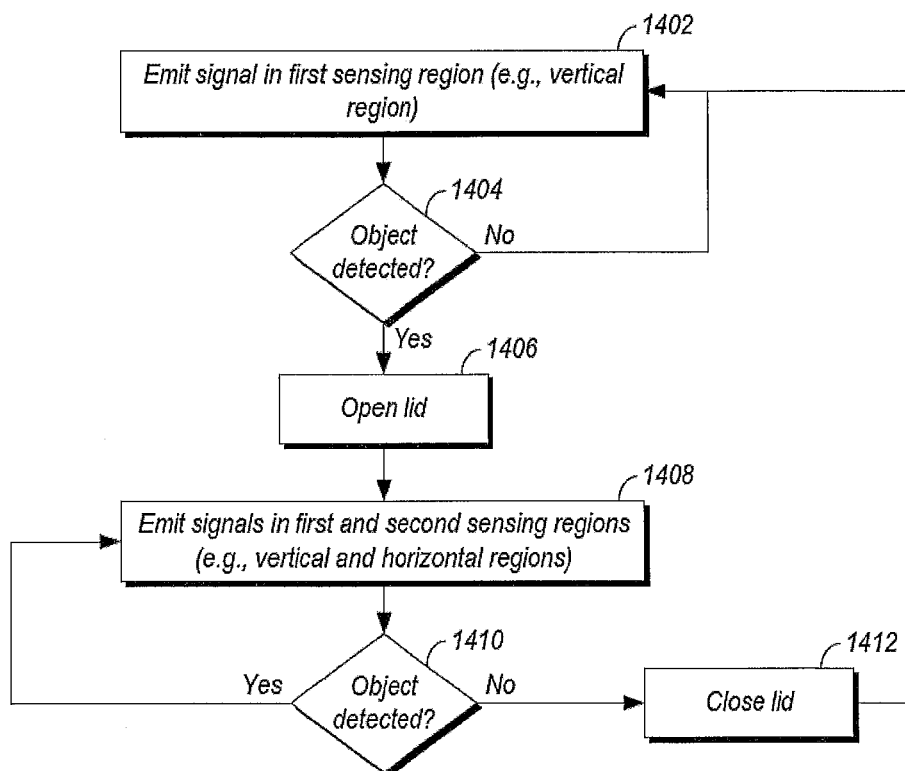 1402
Emit signal in first sensing region (e.g., vertical
region)
1404
Object
detected?
No
Yes
1406
Open lid
1408
Emit signals in first and second sensing regions
(e.g., vertical and horizontal regions)
1410
Yes
Object
detected?
No
1412
Close lid